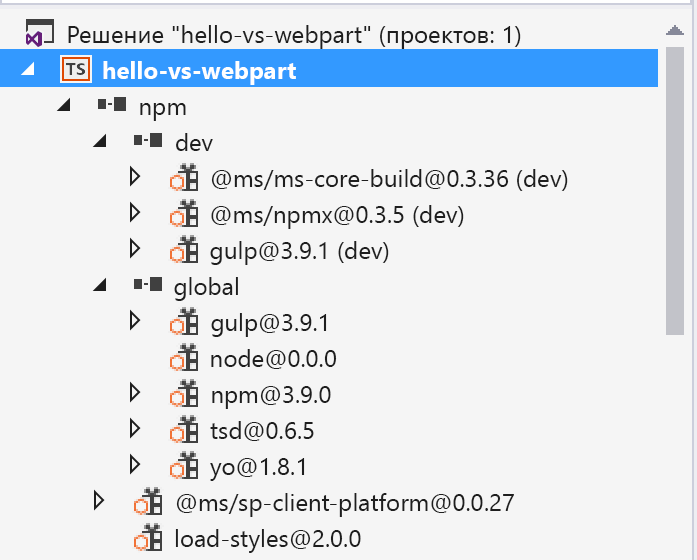 Решение "hello-vs-webpart" (проектов: 1)
TS hello-vs-webpart
npm
dev
@ms/ms-core-build@0.3.36 (dev)
@ms/npmx@0.3.5 (dev)
gulp@3.9.1 (dev)
global
gulp@3.9.1
node@0.0.0
npm@3.9.0
tsd@0.6.5
yo@1.8.1
@ms/sp-client-platform@0.0.27
load-styles@2.0.0